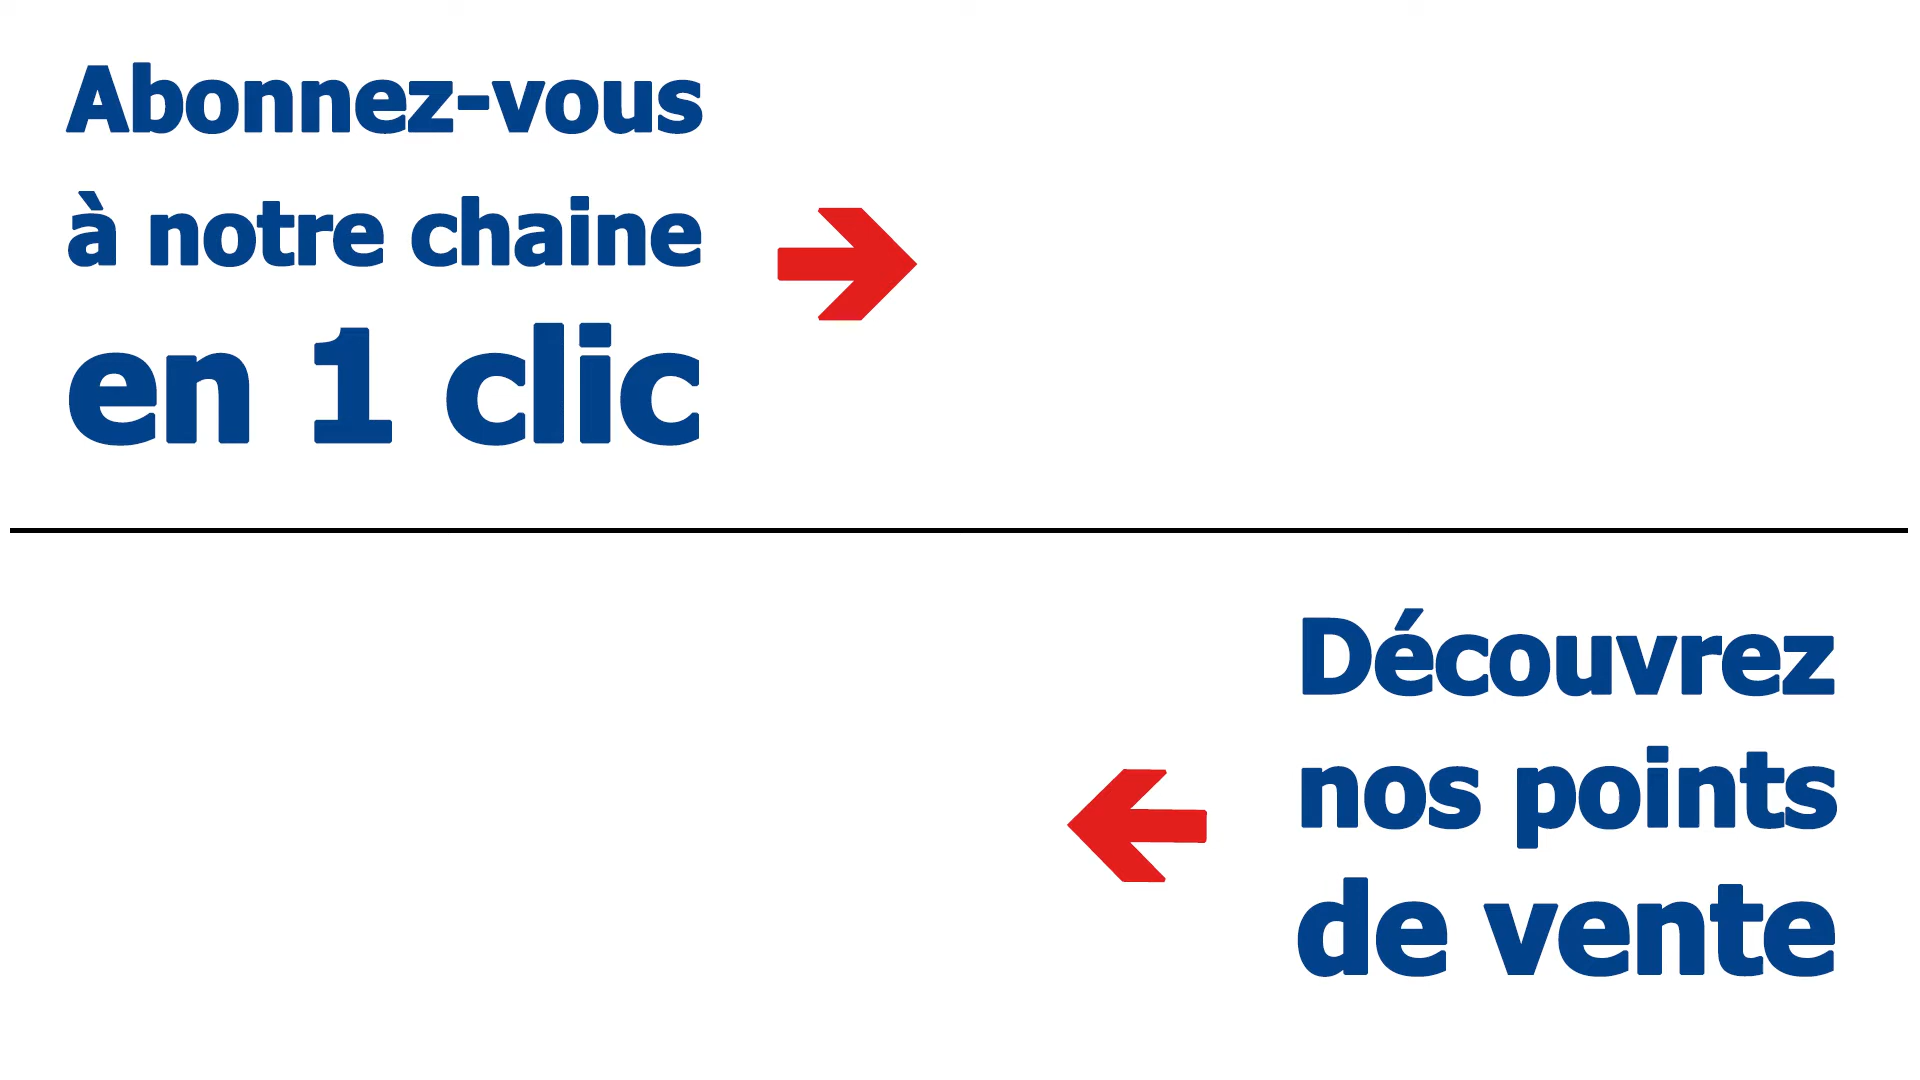 Abonnez-vous
à notre chaine
en 1 clic
Découvrez
nos points
de vente